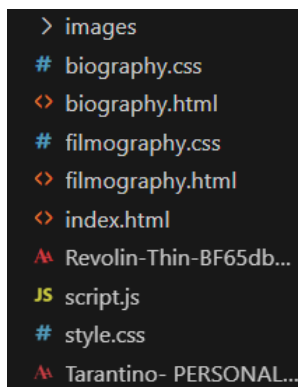 images
# biography.css
<> biography.html
# filmography.css
<> filmography.html
<> index.html
Revolin-Thin-BF65db...
JS script.js
# style.css
Tarantino- PERSONAL...